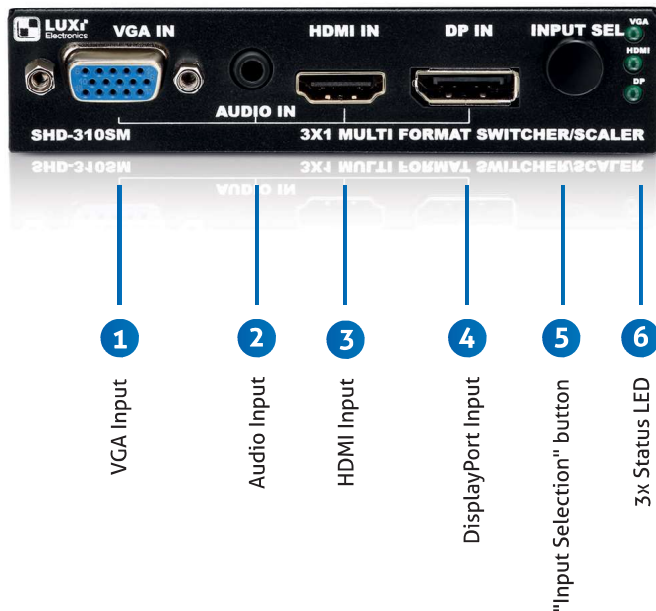 LUXI
Electronics
VGA IN
HDMI IN
DP IN
INPUT SEL
VGA
HDMI
DP
AUDIO IN
SHD-310SM
3X1 MULTI FORMAT SWITCHER/SCALER
1
2
3
4
5
6
VGA Input
Audio Input
HDMI Input
DisplayPort Input
"Input Selection" button
3x Status LED